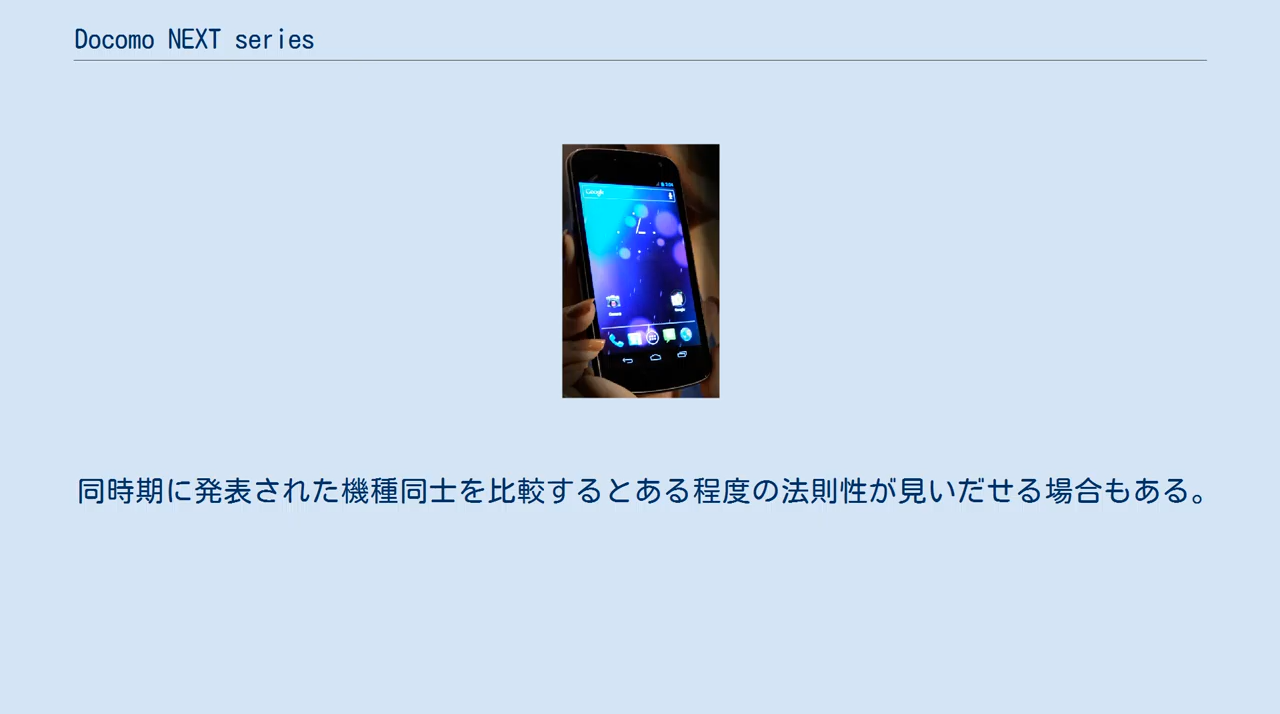 Docomo NEXT series
Google
同時期に発表された機種同士を比較するとある程度の法則性が見いだせる場合もある。